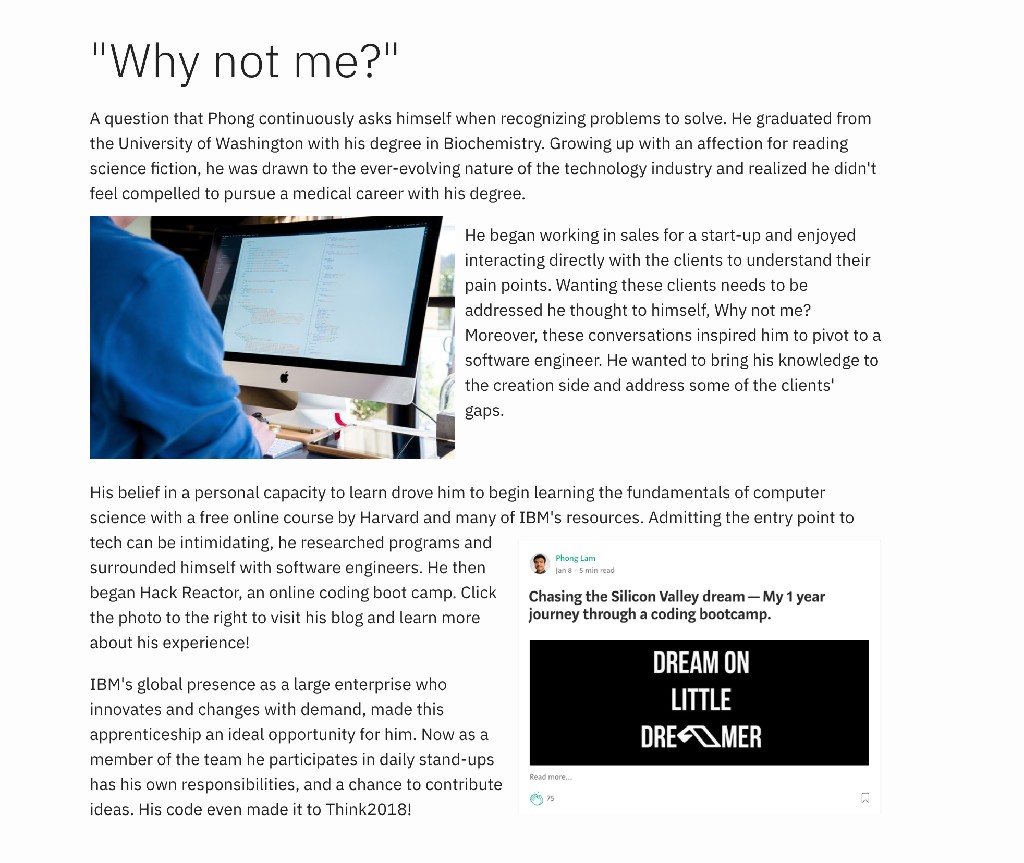 "Why not me?"
A question that Phong continuously asks himself when recognizing problems to solve. He graduated from
the University of Washington with his degree in Biochemistry. Growing up with an affection for reading
science fiction, he was drawn to the ever-evolving nature of the technology industry and realized he didn't
feel compelled to pursue a medical career with his degree.
He began working in sales for a start-up and enjoyed
interacting directly with the clients to understand their
pain points. Wanting these clients needs to be
addressed he thought to himself, Why not me?
Moreover, these conversations inspired him to pivot to a
software engineer. He wanted to bring his knowledge to
the creation side and address some of the clients'
gaps.
His belief in a personal capacity to learn drove him to begin learning the fundamentals of computer
science with a free online course by Harvard and many of IBM's resources. Admitting the entry point to
tech can be intimidating, he researched programs and
surrounded himself with software engineers. He then
began Hack Reactor, an online coding boot camp. Click
the photo to the right to visit his blog and learn more
about his experience!
IBM's global presence as a large enterprise who
innovates and changes with demand, made this
apprenticeship an ideal opportunity for him. Now as a
member of the team he participates in daily stand-ups
has his own responsibilities, and a chance to contribute
ideas. His code even made it to Think2018!
Phong Lam
Jan 8 · 5 min read
Chasing the Silicon Valley dream — My 1 year
journey through a coding bootcamp.
DREAM ON
LITTLE
DREAMER
Read more...
75